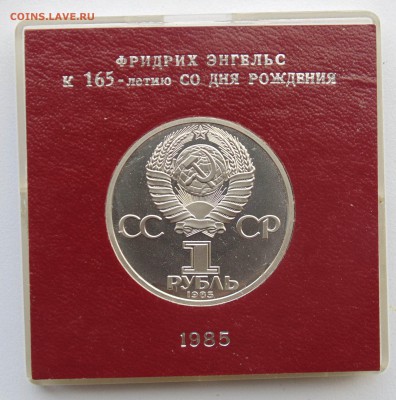 COINS.LAVE.RU
ФРИДРИХ ЭНГЕЛЬС
К 165-летию СО ДНЯ РОЖДЕНИЯ
СС СР
1
РУБЛЬ
1985
1985